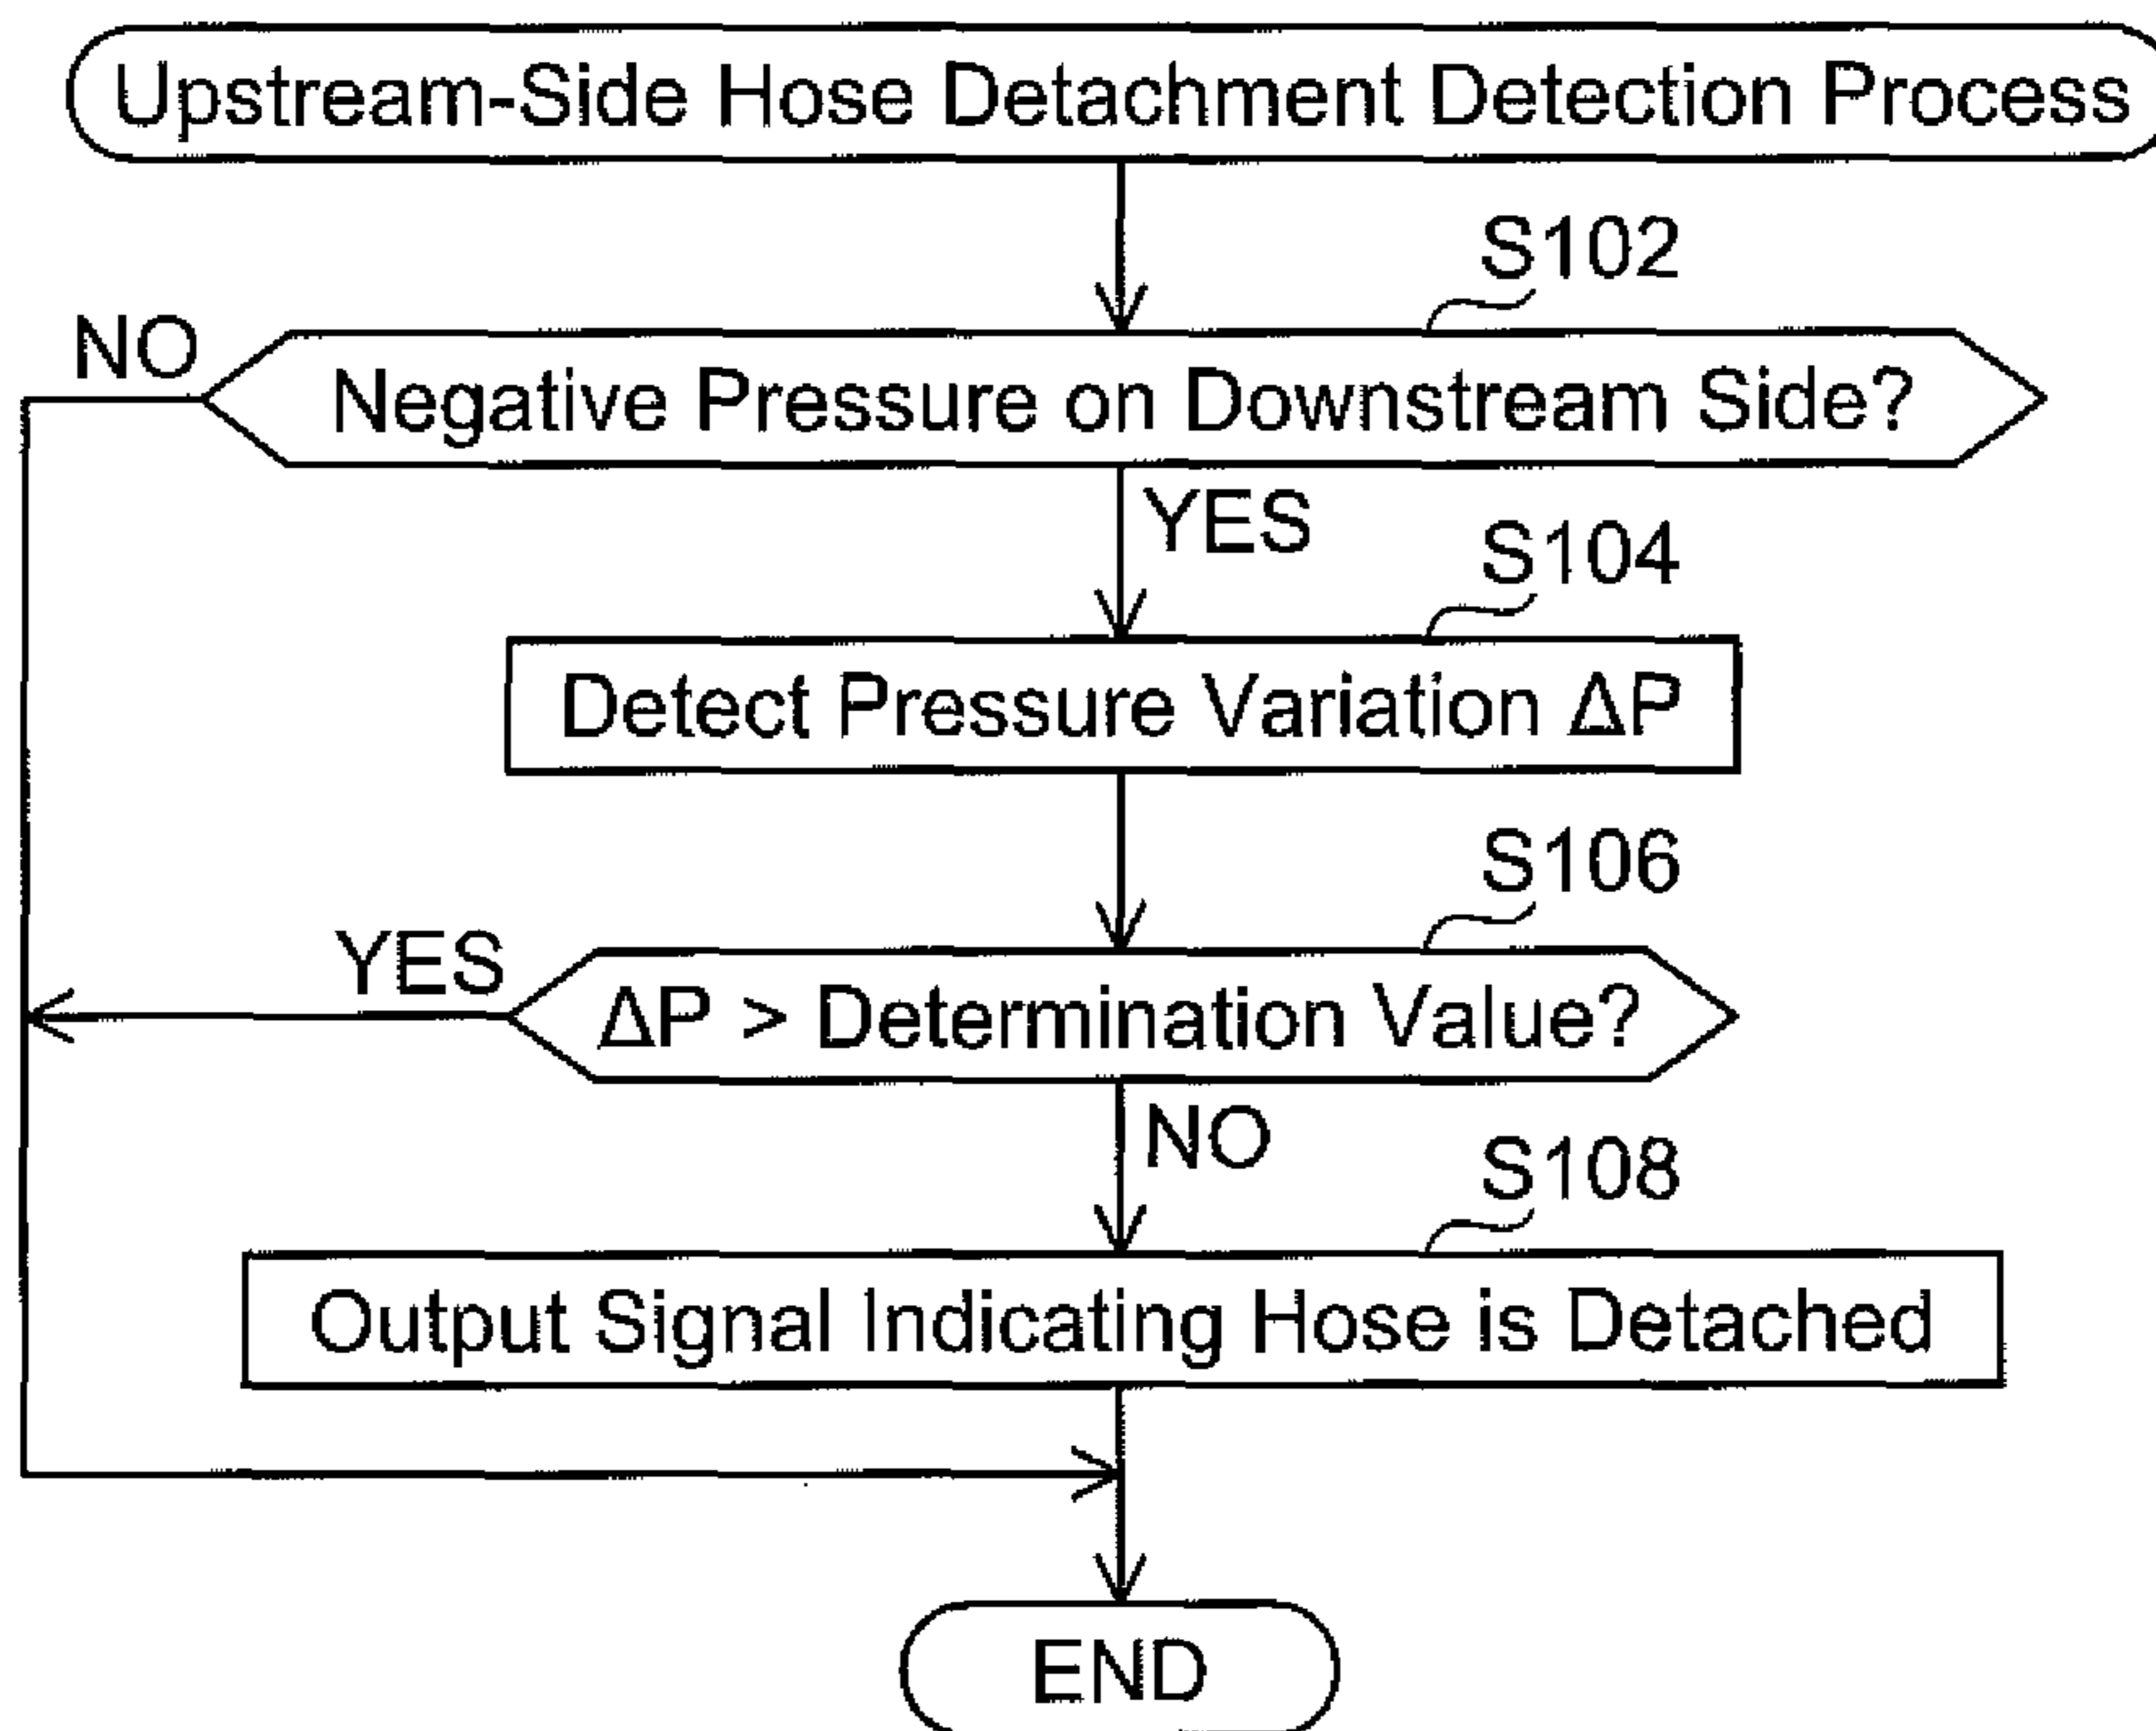 Upstream-Side Hose Detachment Detection Process
S102
NO
Negative Pressure on Downstream Side?
YES
S104
Detect Pressure Variation ΔP
S106
YES
ΔP > Determination Value?
NO
S108
Output Signal Indicating Hose is Detached
END